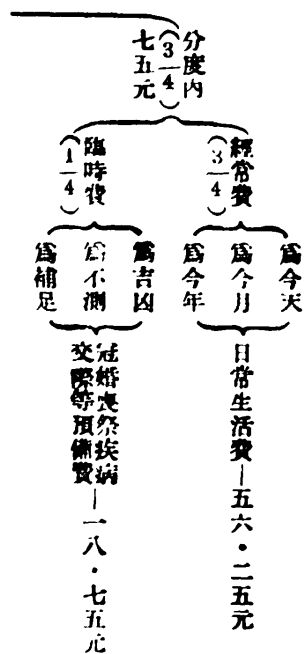 分度內
(3/4)
七五元
經常費
(3/4)
爲今天
爲今月
爲今年
日常生活費—五六・二五元
臨時費
(1/4)
爲吉凶
爲不測
爲補足
冠婚喪祭疾病
交際等預備費—一八・七五元